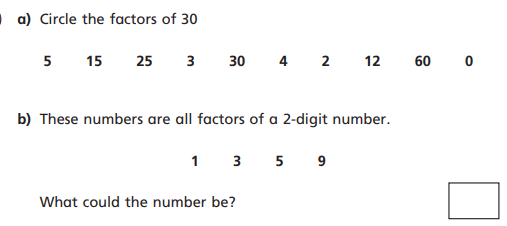 a) Circle the factors of 30
5 15 25 3 30 4 2 12 60 0
b) These numbers are all factors of a 2-digit number.
1 3 5 9
What could the number be?